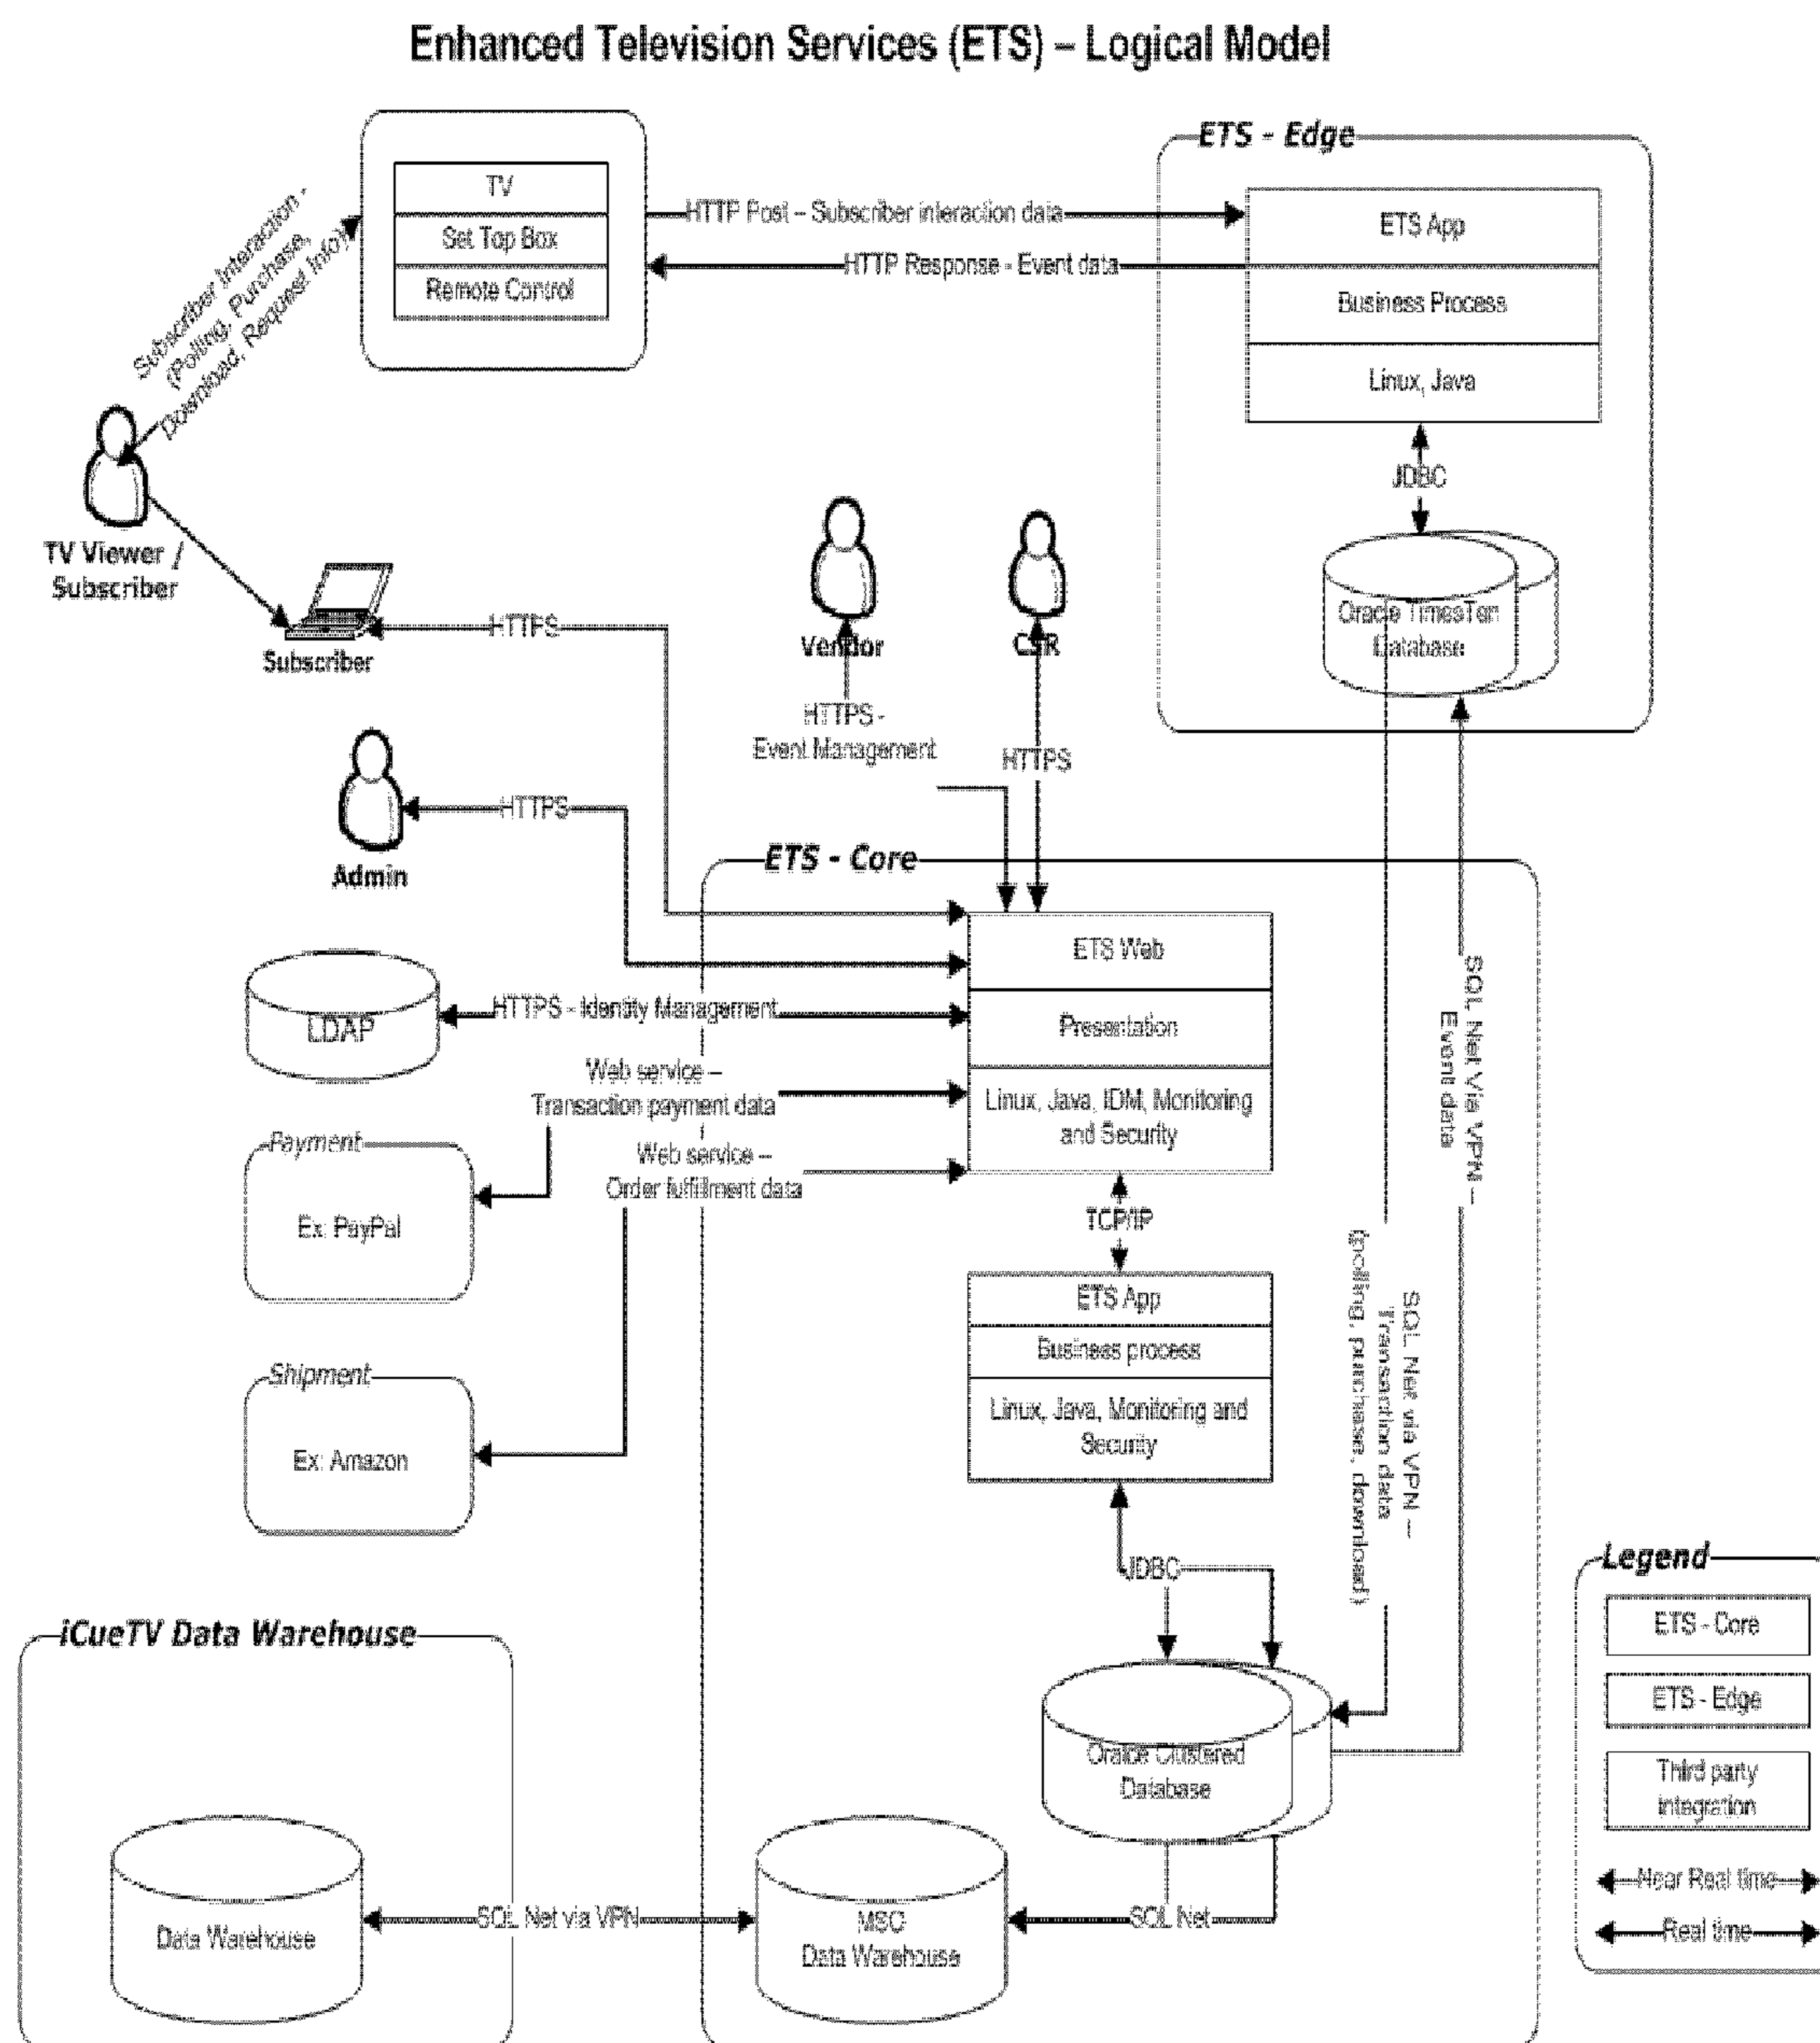 Enhanced Television Services (ETS) – Logical Model
ETS - Edge
TV
Set Top Box
Remote Control
HTTP Post – Subscriber interaction data
HTTP Response - Event data
ETS App
Business Process
Linux, Java
Subscriber Interaction -
(Polling, Purchase,
Download, Request Info)
JDBC
TV Viewer /
Subscriber
Oracle TimesTen
Database
HTTPS
Subscriber
Vendor
CSR
HTTPS -
Event Management
HTTPS
HTTPS
Admin
ETS - Core
ETS Web
LDAP
HTTPS - Identity Management
Presentation
Web service –
Transaction payment data
Linux, Java, IDM, Monitoring
and Security
SQL Net Via VPN –
Event data
Payment
Ex: PayPal
Web service –
Order fulfillment data
TCP/IP
ETS App
Business process
Linux, Java, Monitoring and
Security
SQL Net via VPN –
Transaction data
(polling, purchase, download)
Shipment
Ex: Amazon
JDBC
Legend
ETS - Core
ETS - Edge
Third party
integration
Near Real time
Real time
iCueTV Data Warehouse
Oralce Clustered
Database
Data Warehouse
SQL Net via VPN
MSO
Data Warehouse
SQL Net